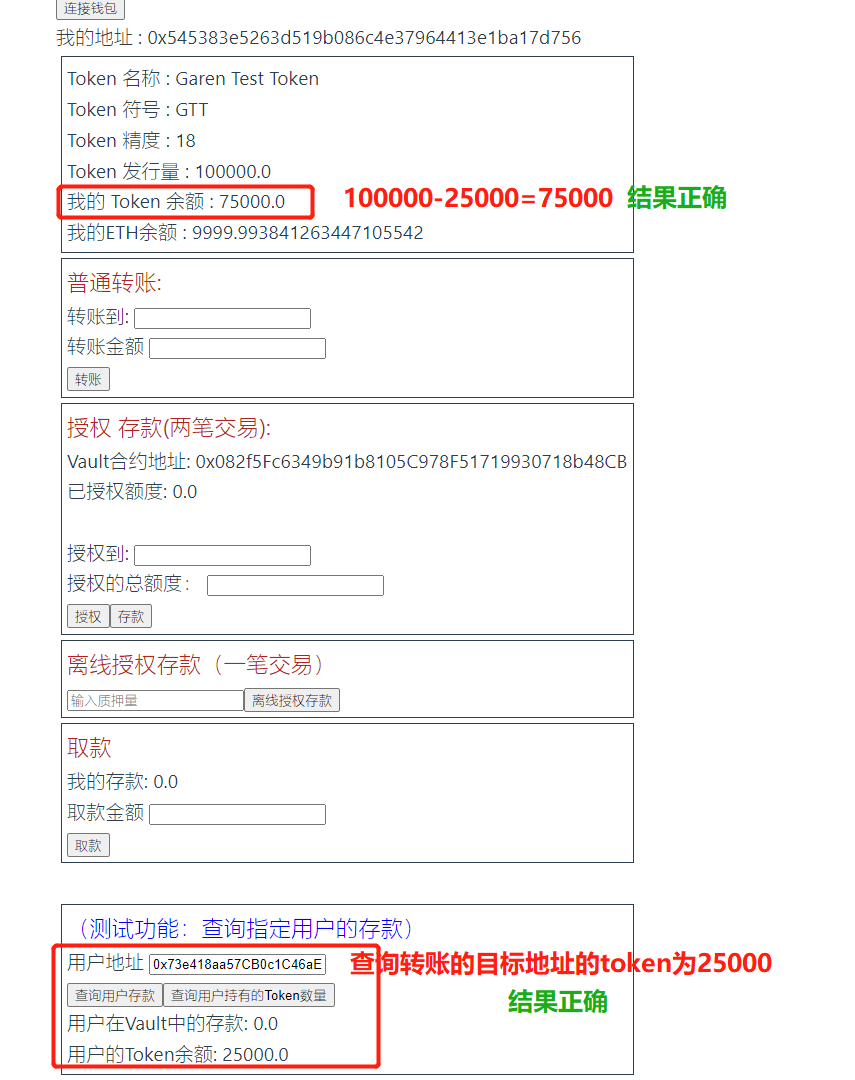 连接钱包
我的地址 : 0x545383e5263d519b086c4e37964413e1ba17d756
Token 名称 : Garen Test Token
Token 符号 : GTT
Token 精度 : 18
Token 发行量 : 100000.0
我的 Token 余额 : 75000.0 100000-25000=75000 结果正确
我的ETH余额 : 9999.993841263447105542
普通转账:
转账到:
转账金额
转账
授权 存款(两笔交易):
Vault合约地址: 0x082f5Fc6349b91b8105C978F51719930718b48CB
已授权额度: 0.0
授权到:
授权的总额度：
授权 存款
离线授权存款（一笔交易）
输入质押量 离线授权存款
取款
我的存款: 0.0
取款金额
取款
（测试功能：查询指定用户的存款）
用户地址 0x73e418aa57CB0c1C46aE 查询转账的目标地址的token为25000
查询用户存款 查询用户持有的Token数量 结果正确
用户在Vault中的存款: 0.0
用户的Token余额: 25000.0